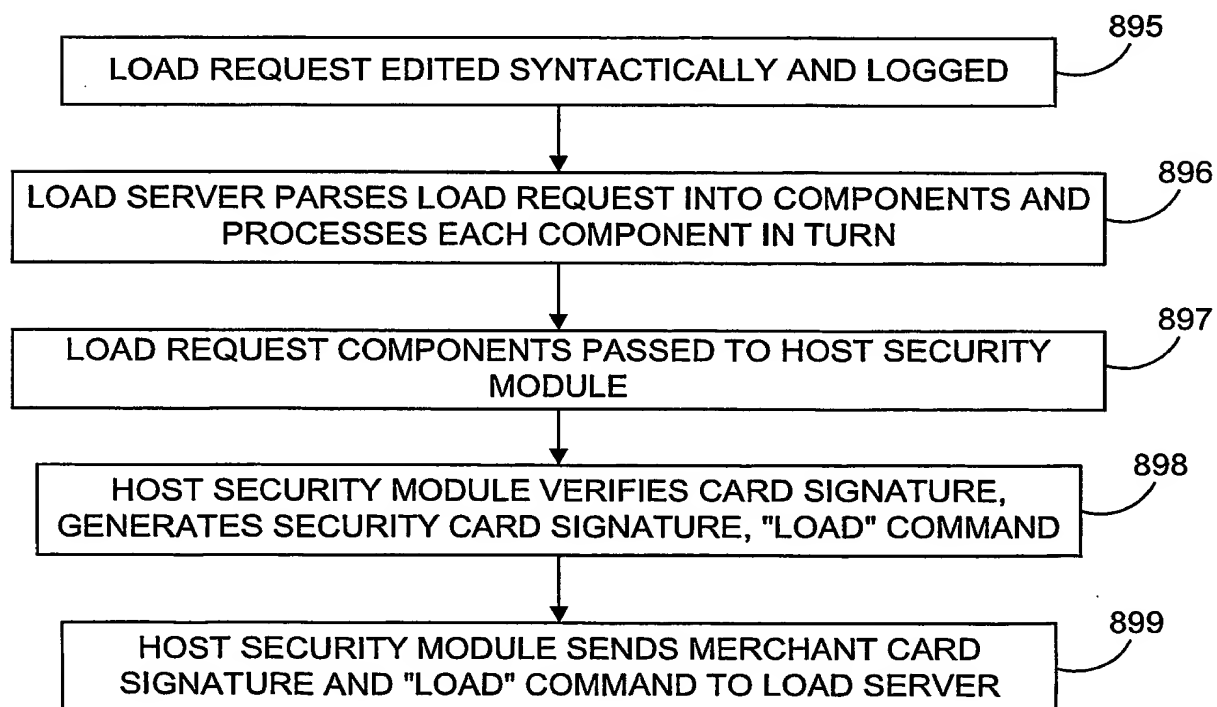 895
LOAD REQUEST EDITED SYNTACTICALLY AND LOGGED
896
LOAD SERVER PARSES LOAD REQUEST INTO COMPONENTS AND
PROCESSES EACH COMPONENT IN TURN
897
LOAD REQUEST COMPONENTS PASSED TO HOST SECURITY
MODULE
898
HOST SECURITY MODULE VERIFIES CARD SIGNATURE,
GENERATES SECURITY CARD SIGNATURE, "LOAD" COMMAND
899
HOST SECURITY MODULE SENDS MERCHANT CARD
SIGNATURE AND "LOAD" COMMAND TO LOAD SERVER